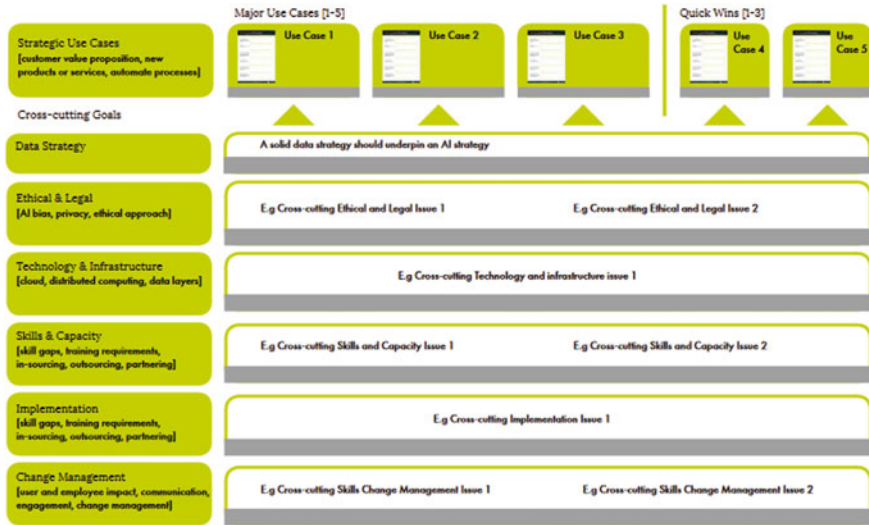 Major Use Cases [1-5]
Quick Wins [1-3]
Strategic Use Cases
[customer value proposition, new
products or services, automate processes]
Use Case 1
Use Case 2
Use Case 3
Use
Case 4
Use
Case 5
Cross-cutting Goals
Data Strategy
A solid data strategy should underpin an AI strategy
Ethical & Legal
[AI bias, privacy, ethical approach]
E.g Cross-cutting Ethical and Legal Issue 1
E.g Cross-cutting Ethical and Legal Issue 2
Technology & Infrastructure
[cloud, distributed computing, data layers]
E.g Cross-cutting Technology and infrastructure issue 1
Skills & Capacity
[skill gaps, training requirements,
in-sourcing, outsourcing, partnering]
E.g Cross-cutting Skills and Capacity Issue 1
E.g Cross-cutting Skills and Capacity Issue 2
Implementation
[skill gaps, training requirements,
in-sourcing, outsourcing, partnering]
E.g Cross-cutting Implementation Issue 1
Change Management
[user and employee impact, communication,
engagement, change management]
E.g Cross-cutting Skills Change Management Issue 1
E.g Cross-cutting Skills Change Management Issue 2